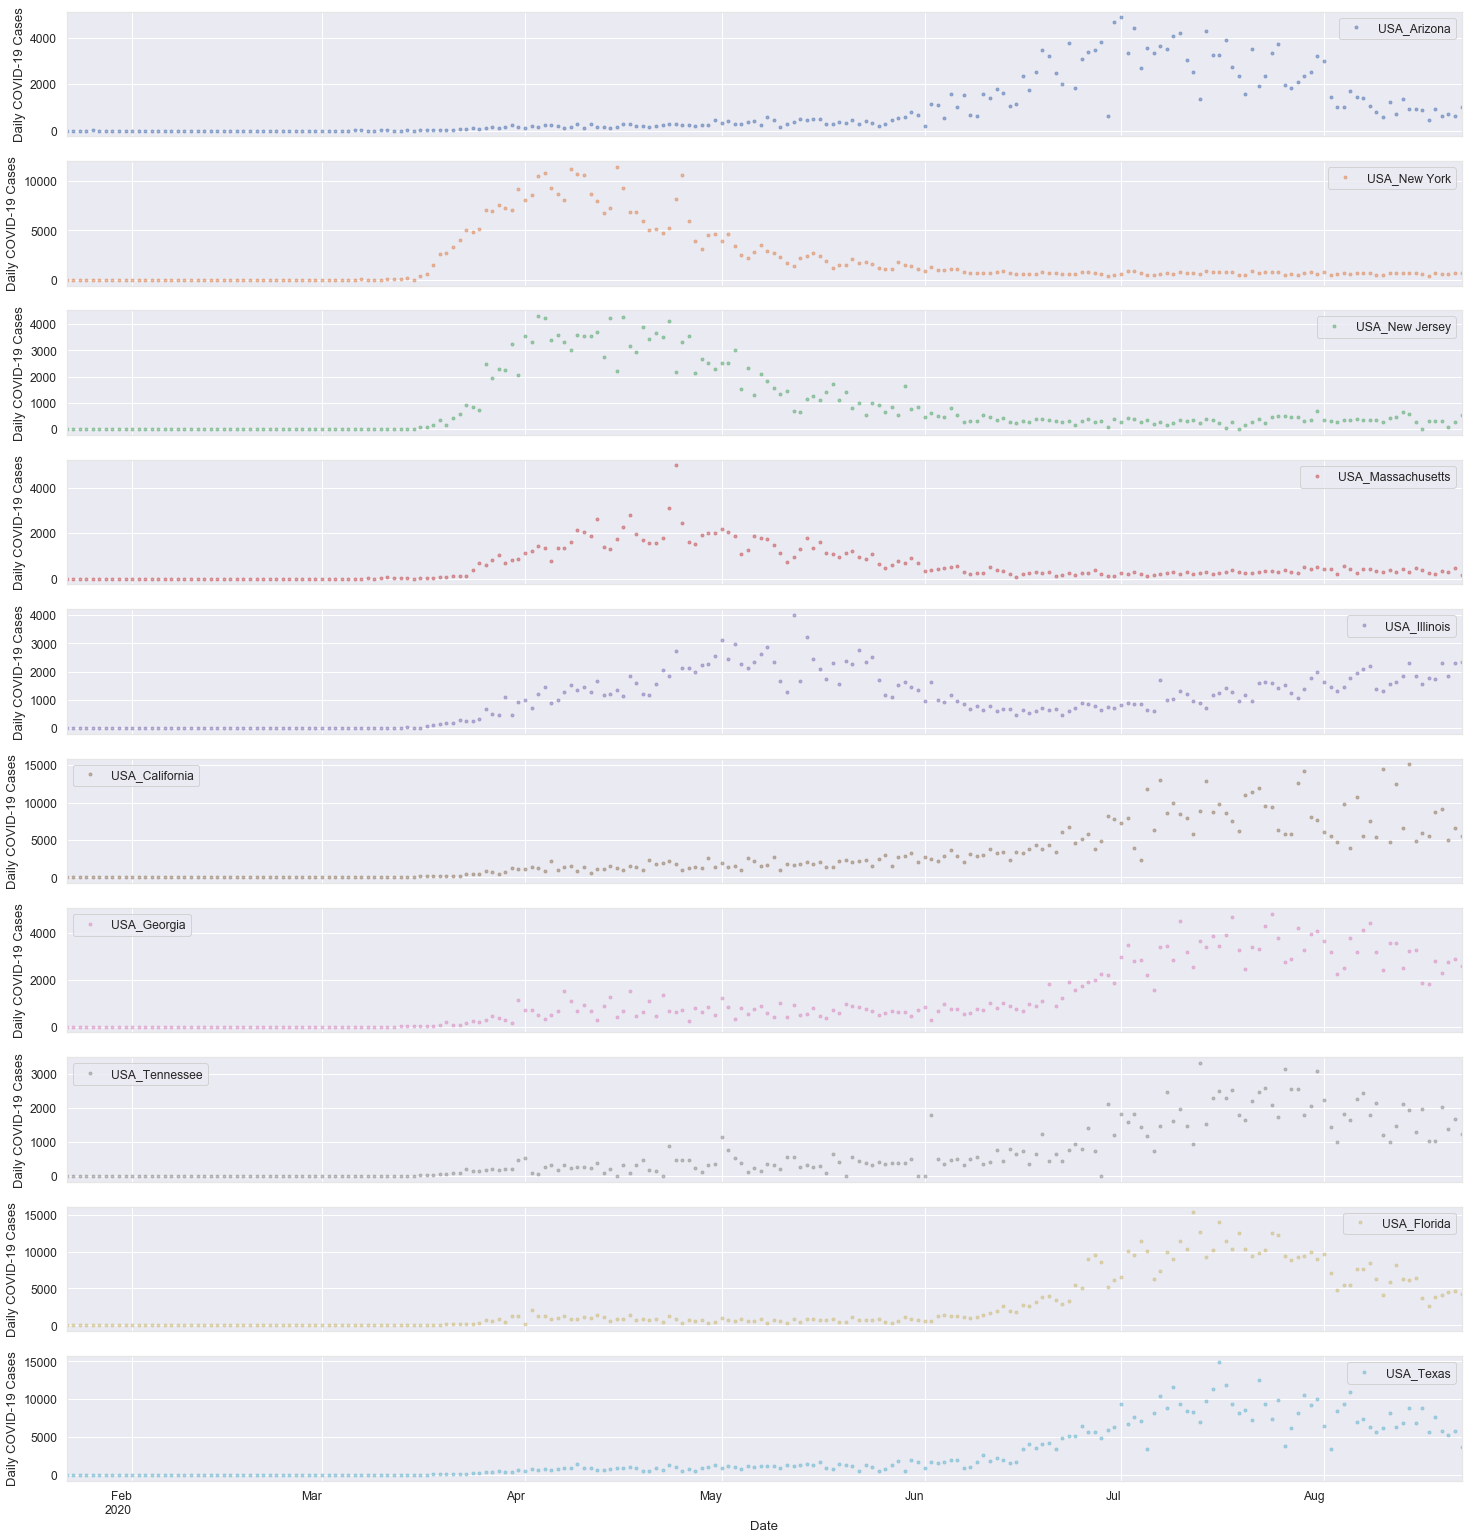 Daily COVID-19 Cases
4000
2000
0
USA_Arizona
Daily COVID-19 Cases
10000
5000
0
USA_New York
Daily COVID-19 Cases
4000
3000
2000
1000
0
USA_New Jersey
Daily COVID-19 Cases
4000
2000
0
USA_Massachusetts
Daily COVID-19 Cases
4000
3000
2000
1000
0
USA_Illinois
Daily COVID-19 Cases
15000
10000
5000
0
USA_California
Daily COVID-19 Cases
4000
2000
0
USA_Georgia
Daily COVID-19 Cases
3000
2000
1000
0
USA_Tennessee
Daily COVID-19 Cases
15000
10000
5000
0
USA_Florida
Daily COVID-19 Cases
15000
10000
5000
0
USA_Texas
Feb Mar Apr May Jun Jul Aug
2020
Date